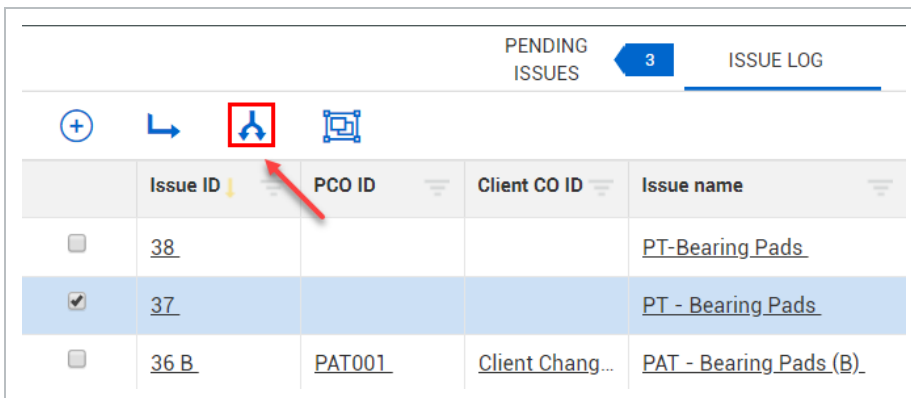 PENDING
ISSUES
3
ISSUE LOG
Issue ID PCO ID Client CO ID Issue name
38 PT-Bearing Pads
37 PT - Bearing Pads
36 B PAT001 Client Chang... PAT - Bearing Pads (B)